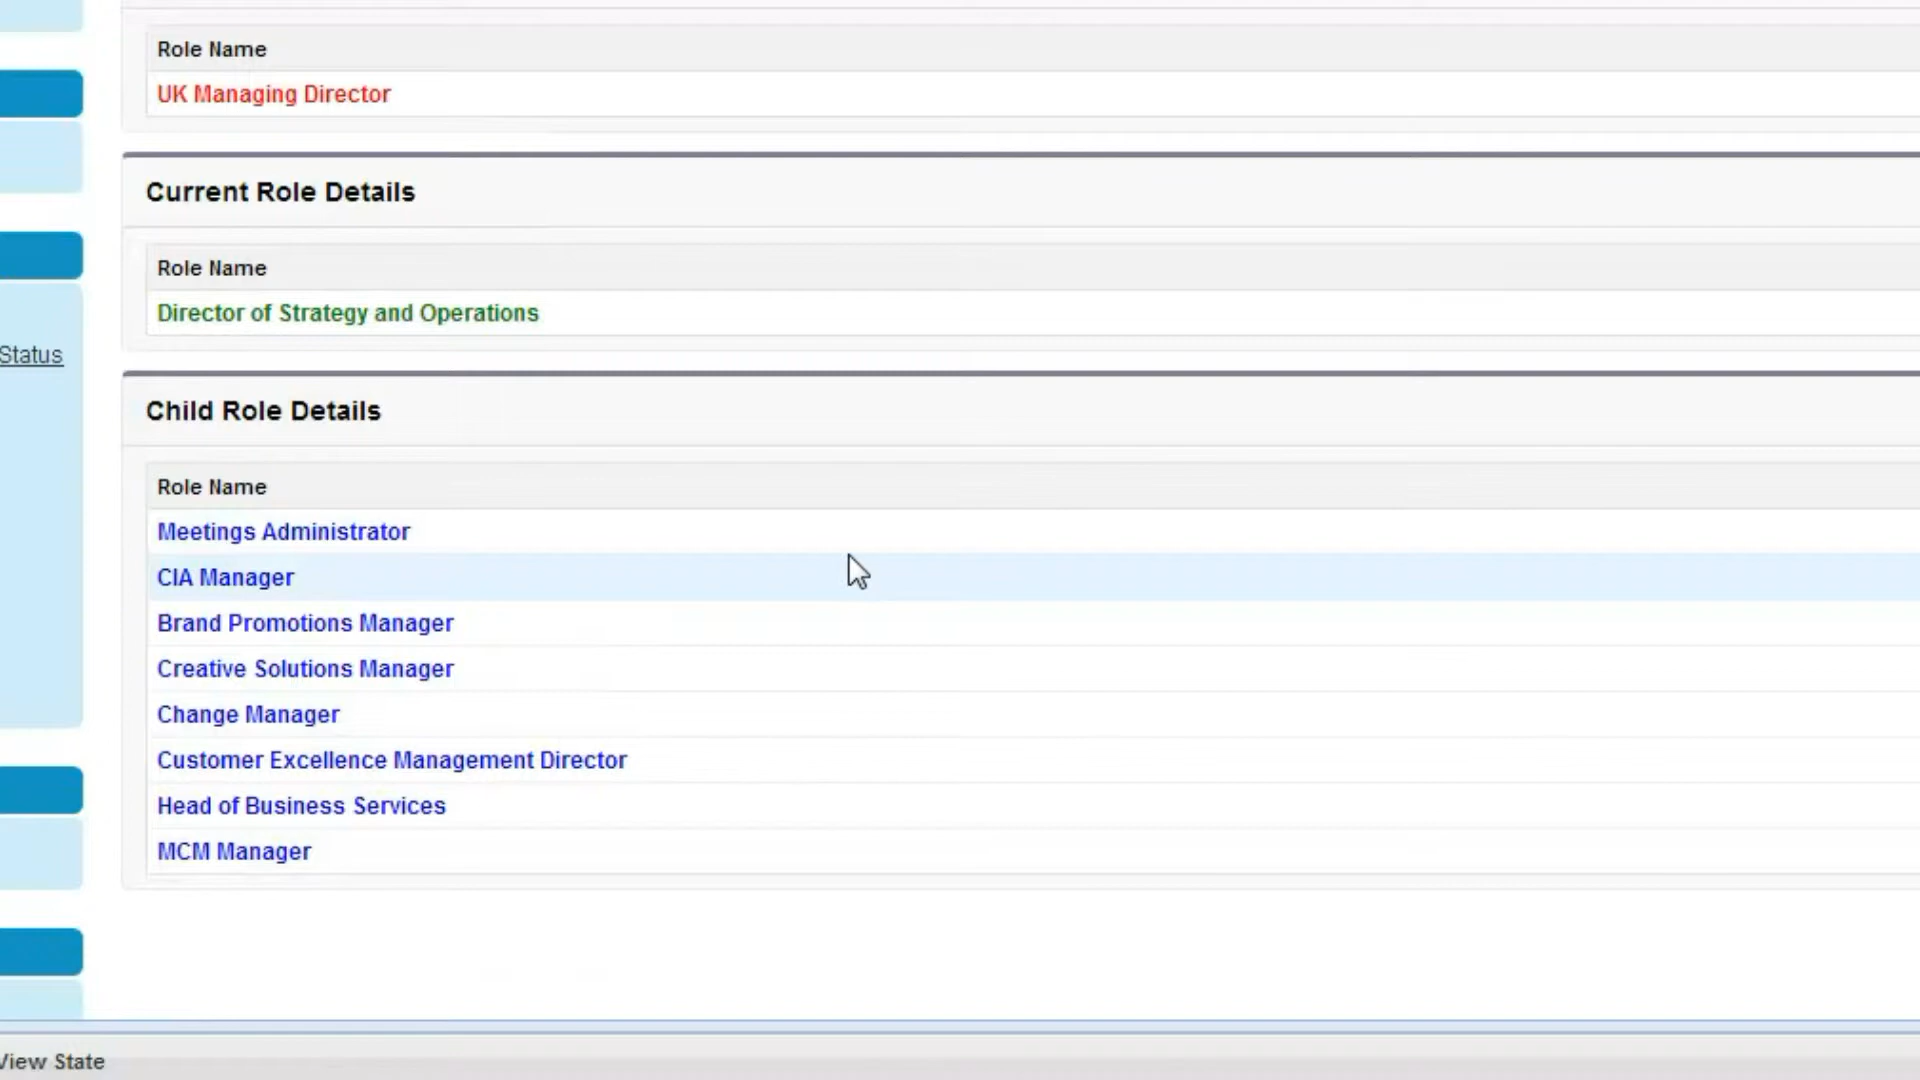 Role Name
UK Managing Director
Current Role Details
Role Name
Director of Strategy and Operations
Status
Child Role Details
Role Name
Meetings Administrator
CIA Manager
Brand Promotions Manager
Creative Solutions Manager
Change Manager
Customer Excellence Management Director
Head of Business Services
MCM Manager
View State